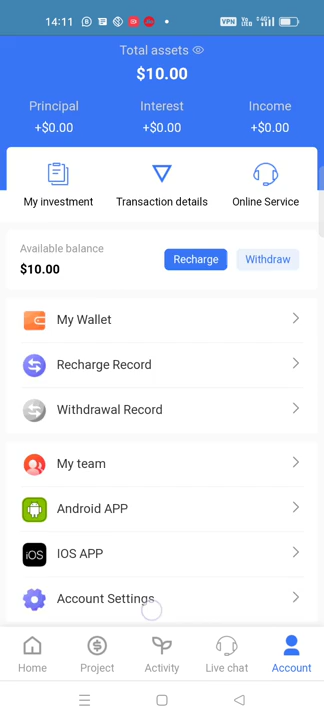 14:11
VPN
Total assets
$10.00
Principal Interest Income
+$0.00 +$0.00 +$0.00
My investment Transaction details Online Service
Available balance
$10.00
Recharge Withdraw
My Wallet
Recharge Record
Withdrawal Record
My team
Android APP
iOS IOS APP
Account Settings
Home Project Activity Live chat Account